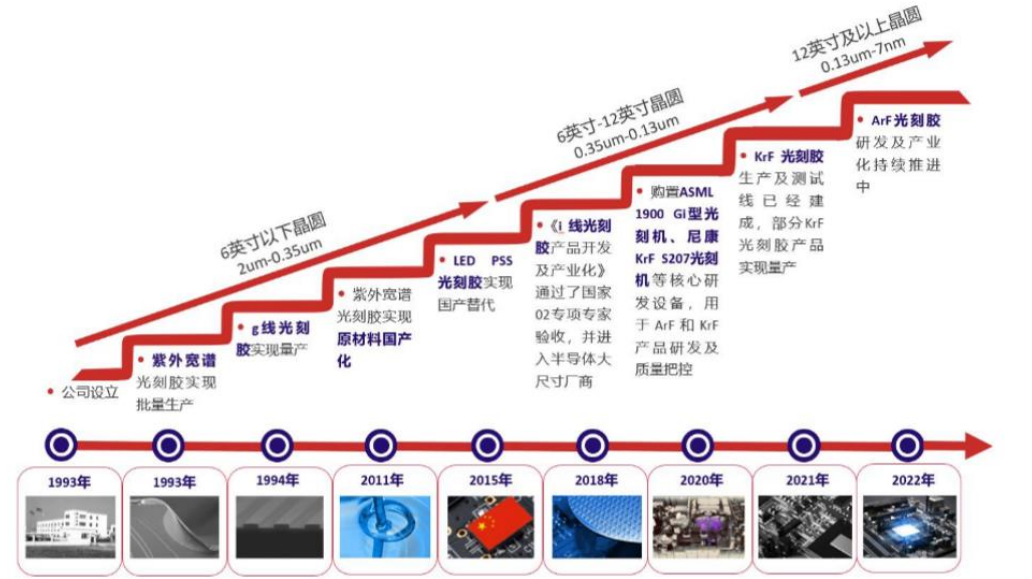 12英寸及以上晶圆
0.13um-7nm
6英寸-12英寸晶圆
0.35um-0.13um
6英寸以下晶圆
2um-0.35um
• 公司设立
• 紫外宽谱
光刻胶实现
批量生产
• g线光刻
胶实现量产
• 紫外宽谱
光刻胶实现
原材料国产
化
• LED PSS
光刻胶实现
国产替代
• 《i 线光刻
胶产品开发
及产业化》
通过了国家
02专项专家
验收，并进
入半导体大
尺寸厂商
• 购置ASML
1900 Gi型光
刻机、尼康
KrF S207光刻
机等核心研
发设备，用
于 ArF 和 KrF
产品研发及
质量把控
• KrF 光刻胶
生产及测试
线已经建
成，部分KrF
光刻胶产品
实现量产
• ArF光刻胶
研发及产业
化持续推进
中
1993年
1993年
1994年
2011年
2015年
2018年
2020年
2021年
2022年